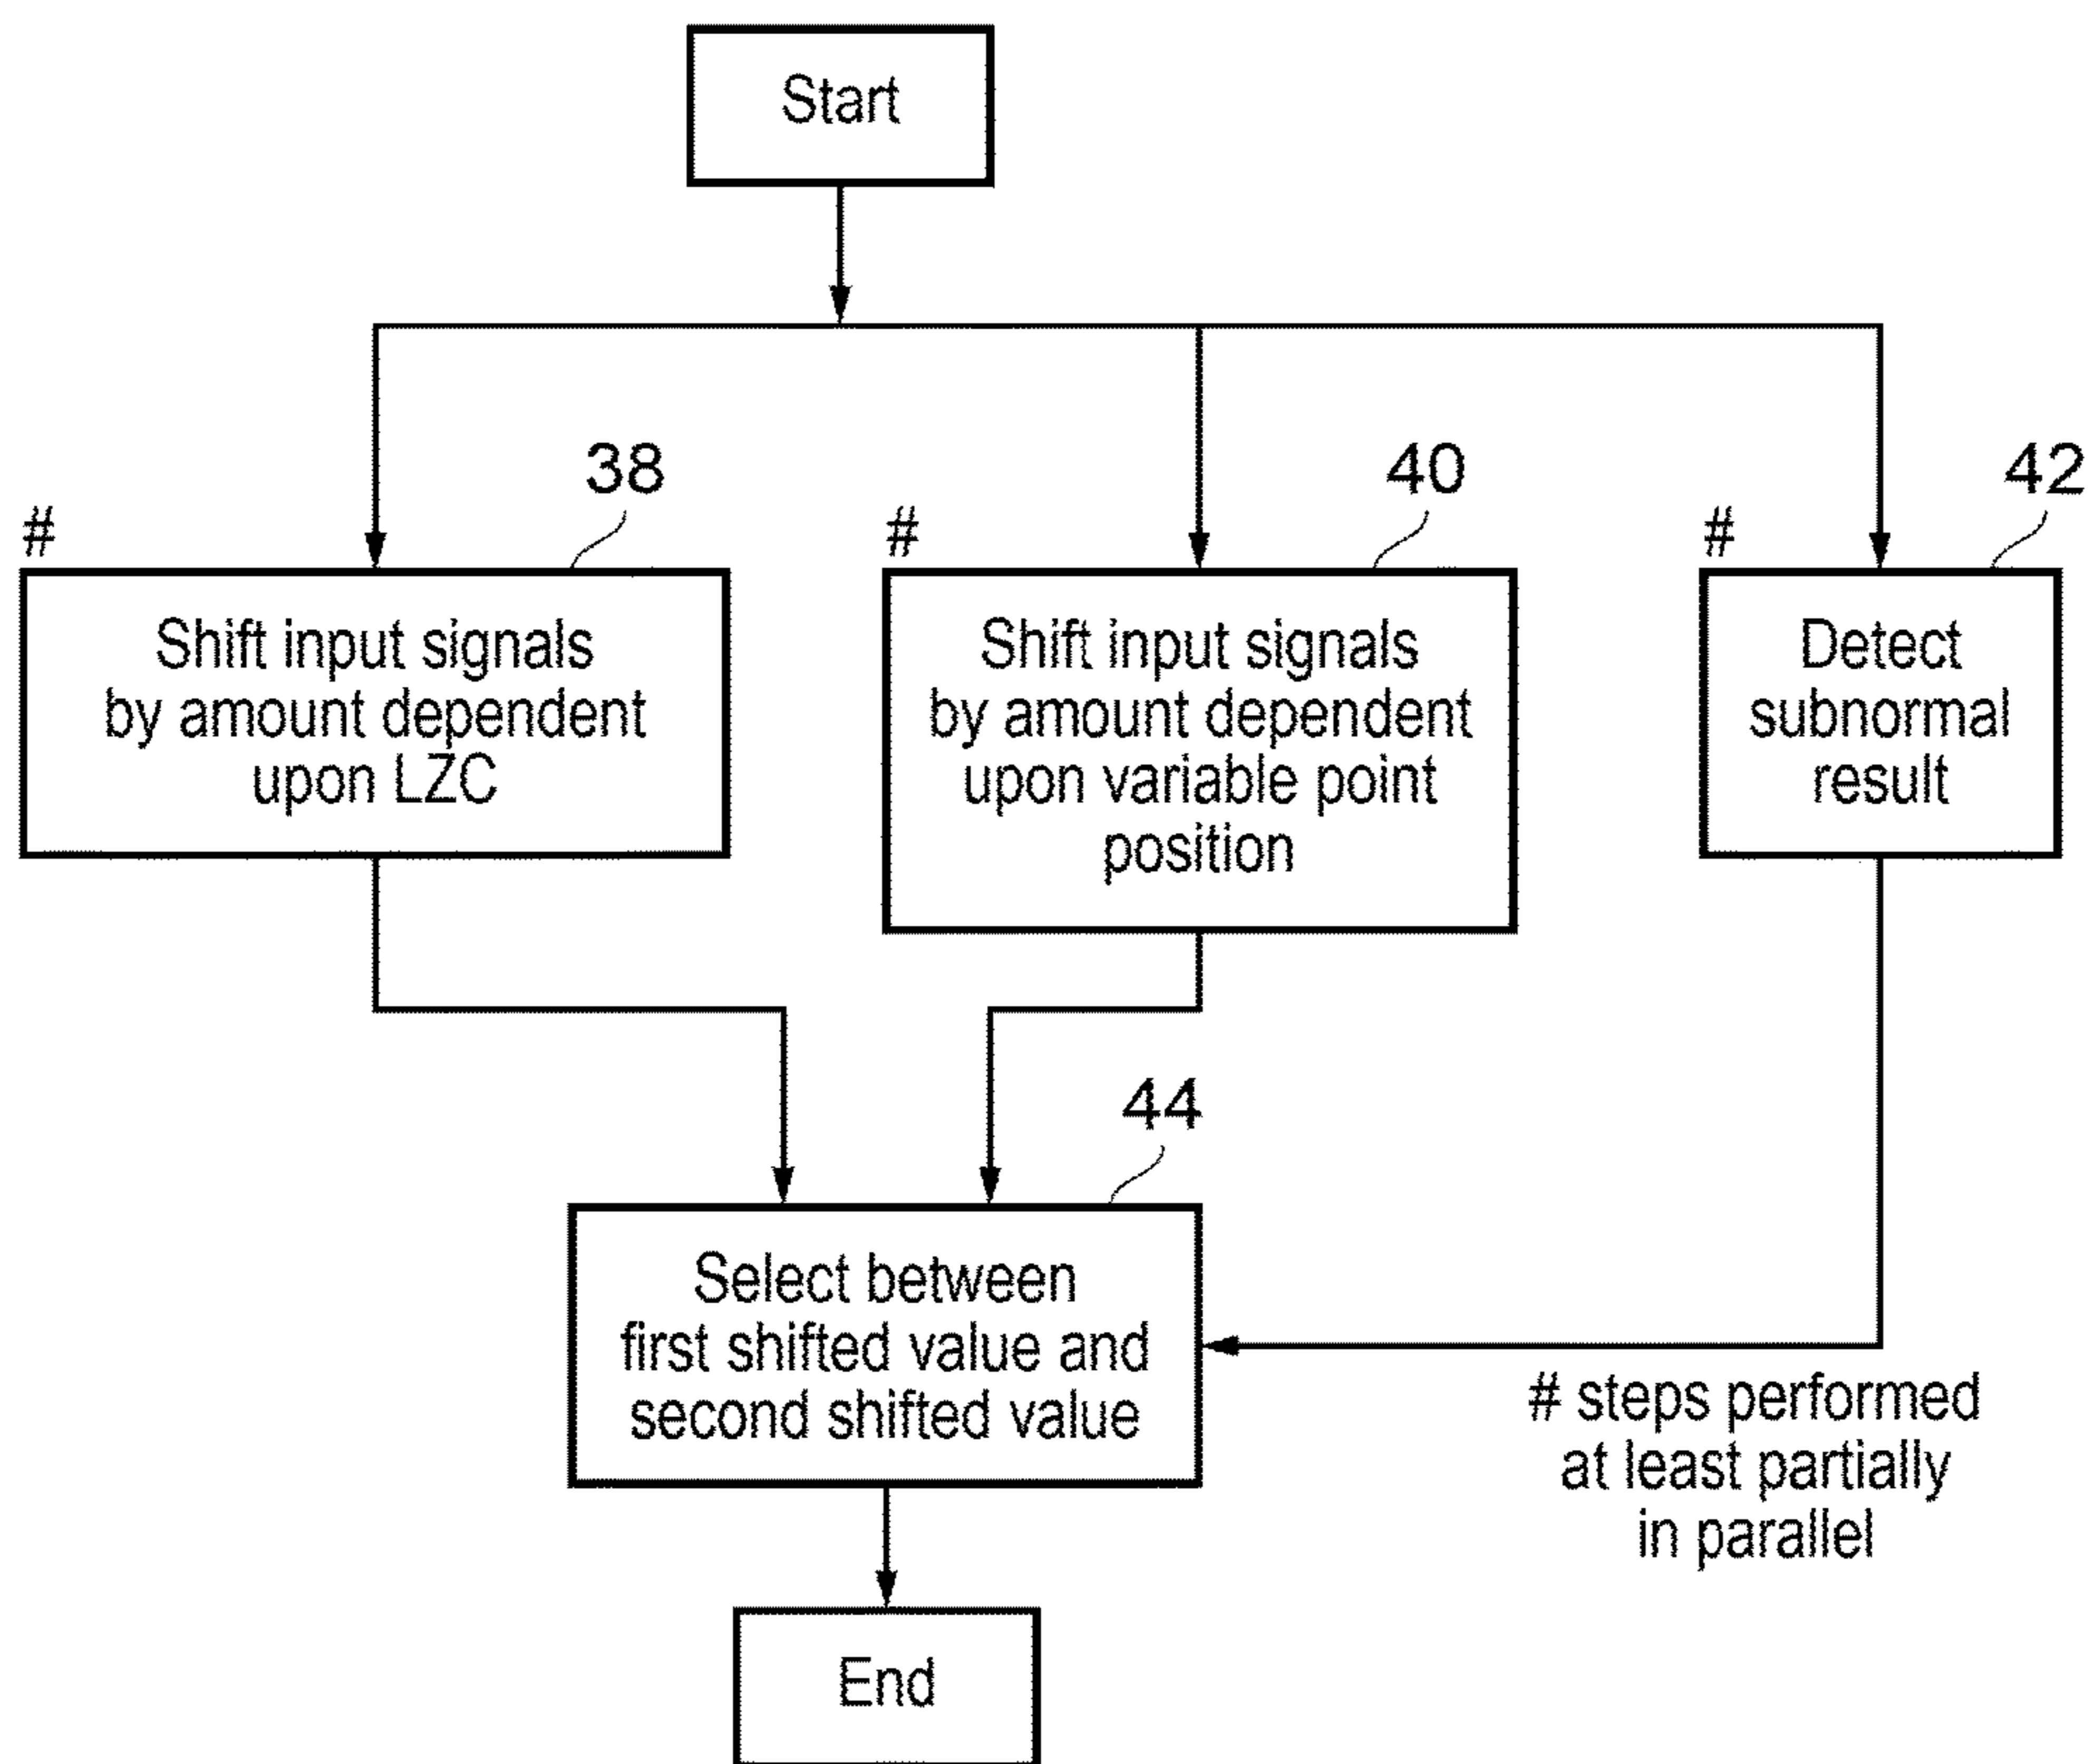 Start
38
#
Shift input signals
by amount dependent
upon LZC
40
#
Shift input signals
by amount dependent
upon variable point
position
42
#
Detect
subnormal
result
44
Select between
first shifted value and
second shifted value
# steps performed
at least partially
in parallel
End